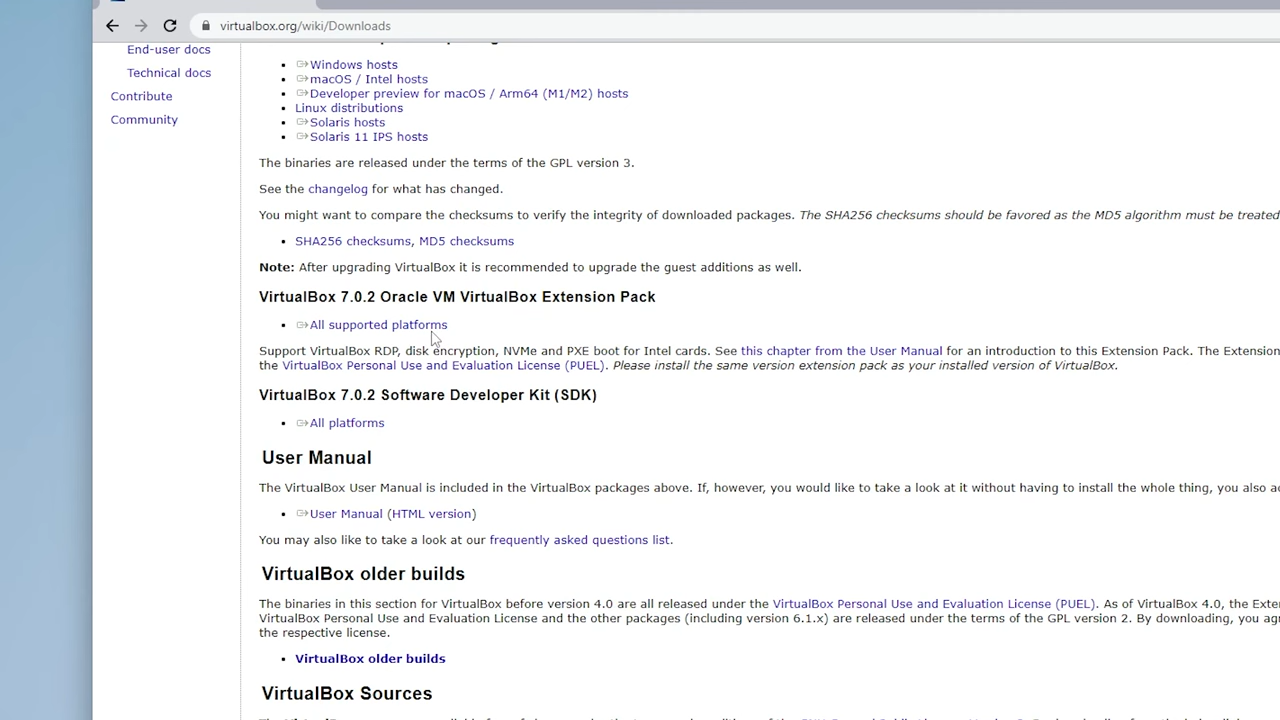 virtualbox.org/wiki/Downloads
End-user docs
Technical docs
Contribute
Community
Windows hosts
macOS / Intel hosts
Developer preview for macOS / Arm64 (M1/M2) hosts
Linux distributions
Solaris hosts
Solaris 11 IPS hosts
The binaries are released under the terms of the GPL version 3.
See the changelog for what has changed.
You might want to compare the checksums to verify the integrity of downloaded packages. The SHA256 checksums should be favored as the MD5 algorithm must be treated
SHA256 checksums, MD5 checksums
Note: After upgrading VirtualBox it is recommended to upgrade the guest additions as well.
VirtualBox 7.0.2 Oracle VM VirtualBox Extension Pack
All supported platforms
Support VirtualBox RDP, disk encryption, NVMe and PXE boot for Intel cards. See this chapter from the User Manual for an introduction to this Extension Pack. The Extension
the VirtualBox Personal Use and Evaluation License (PUEL). Please install the same version extension pack as your installed version of VirtualBox.
VirtualBox 7.0.2 Software Developer Kit (SDK)
All platforms
User Manual
The VirtualBox User Manual is included in the VirtualBox packages above. If, however, you would like to take a look at it without having to install the whole thing, you also
User Manual (HTML version)
You may also like to take a look at our frequently asked questions list.
VirtualBox older builds
The binaries in this section for VirtualBox before version 4.0 are all released under the VirtualBox Personal Use and Evaluation License (PUEL). As of VirtualBox 4.0, the
VirtualBox Personal Use and Evaluation License and the other packages (including version 6.1.x) are released under the terms of the GPL version 2. By downloading, you
the respective license.
VirtualBox older builds
VirtualBox Sources